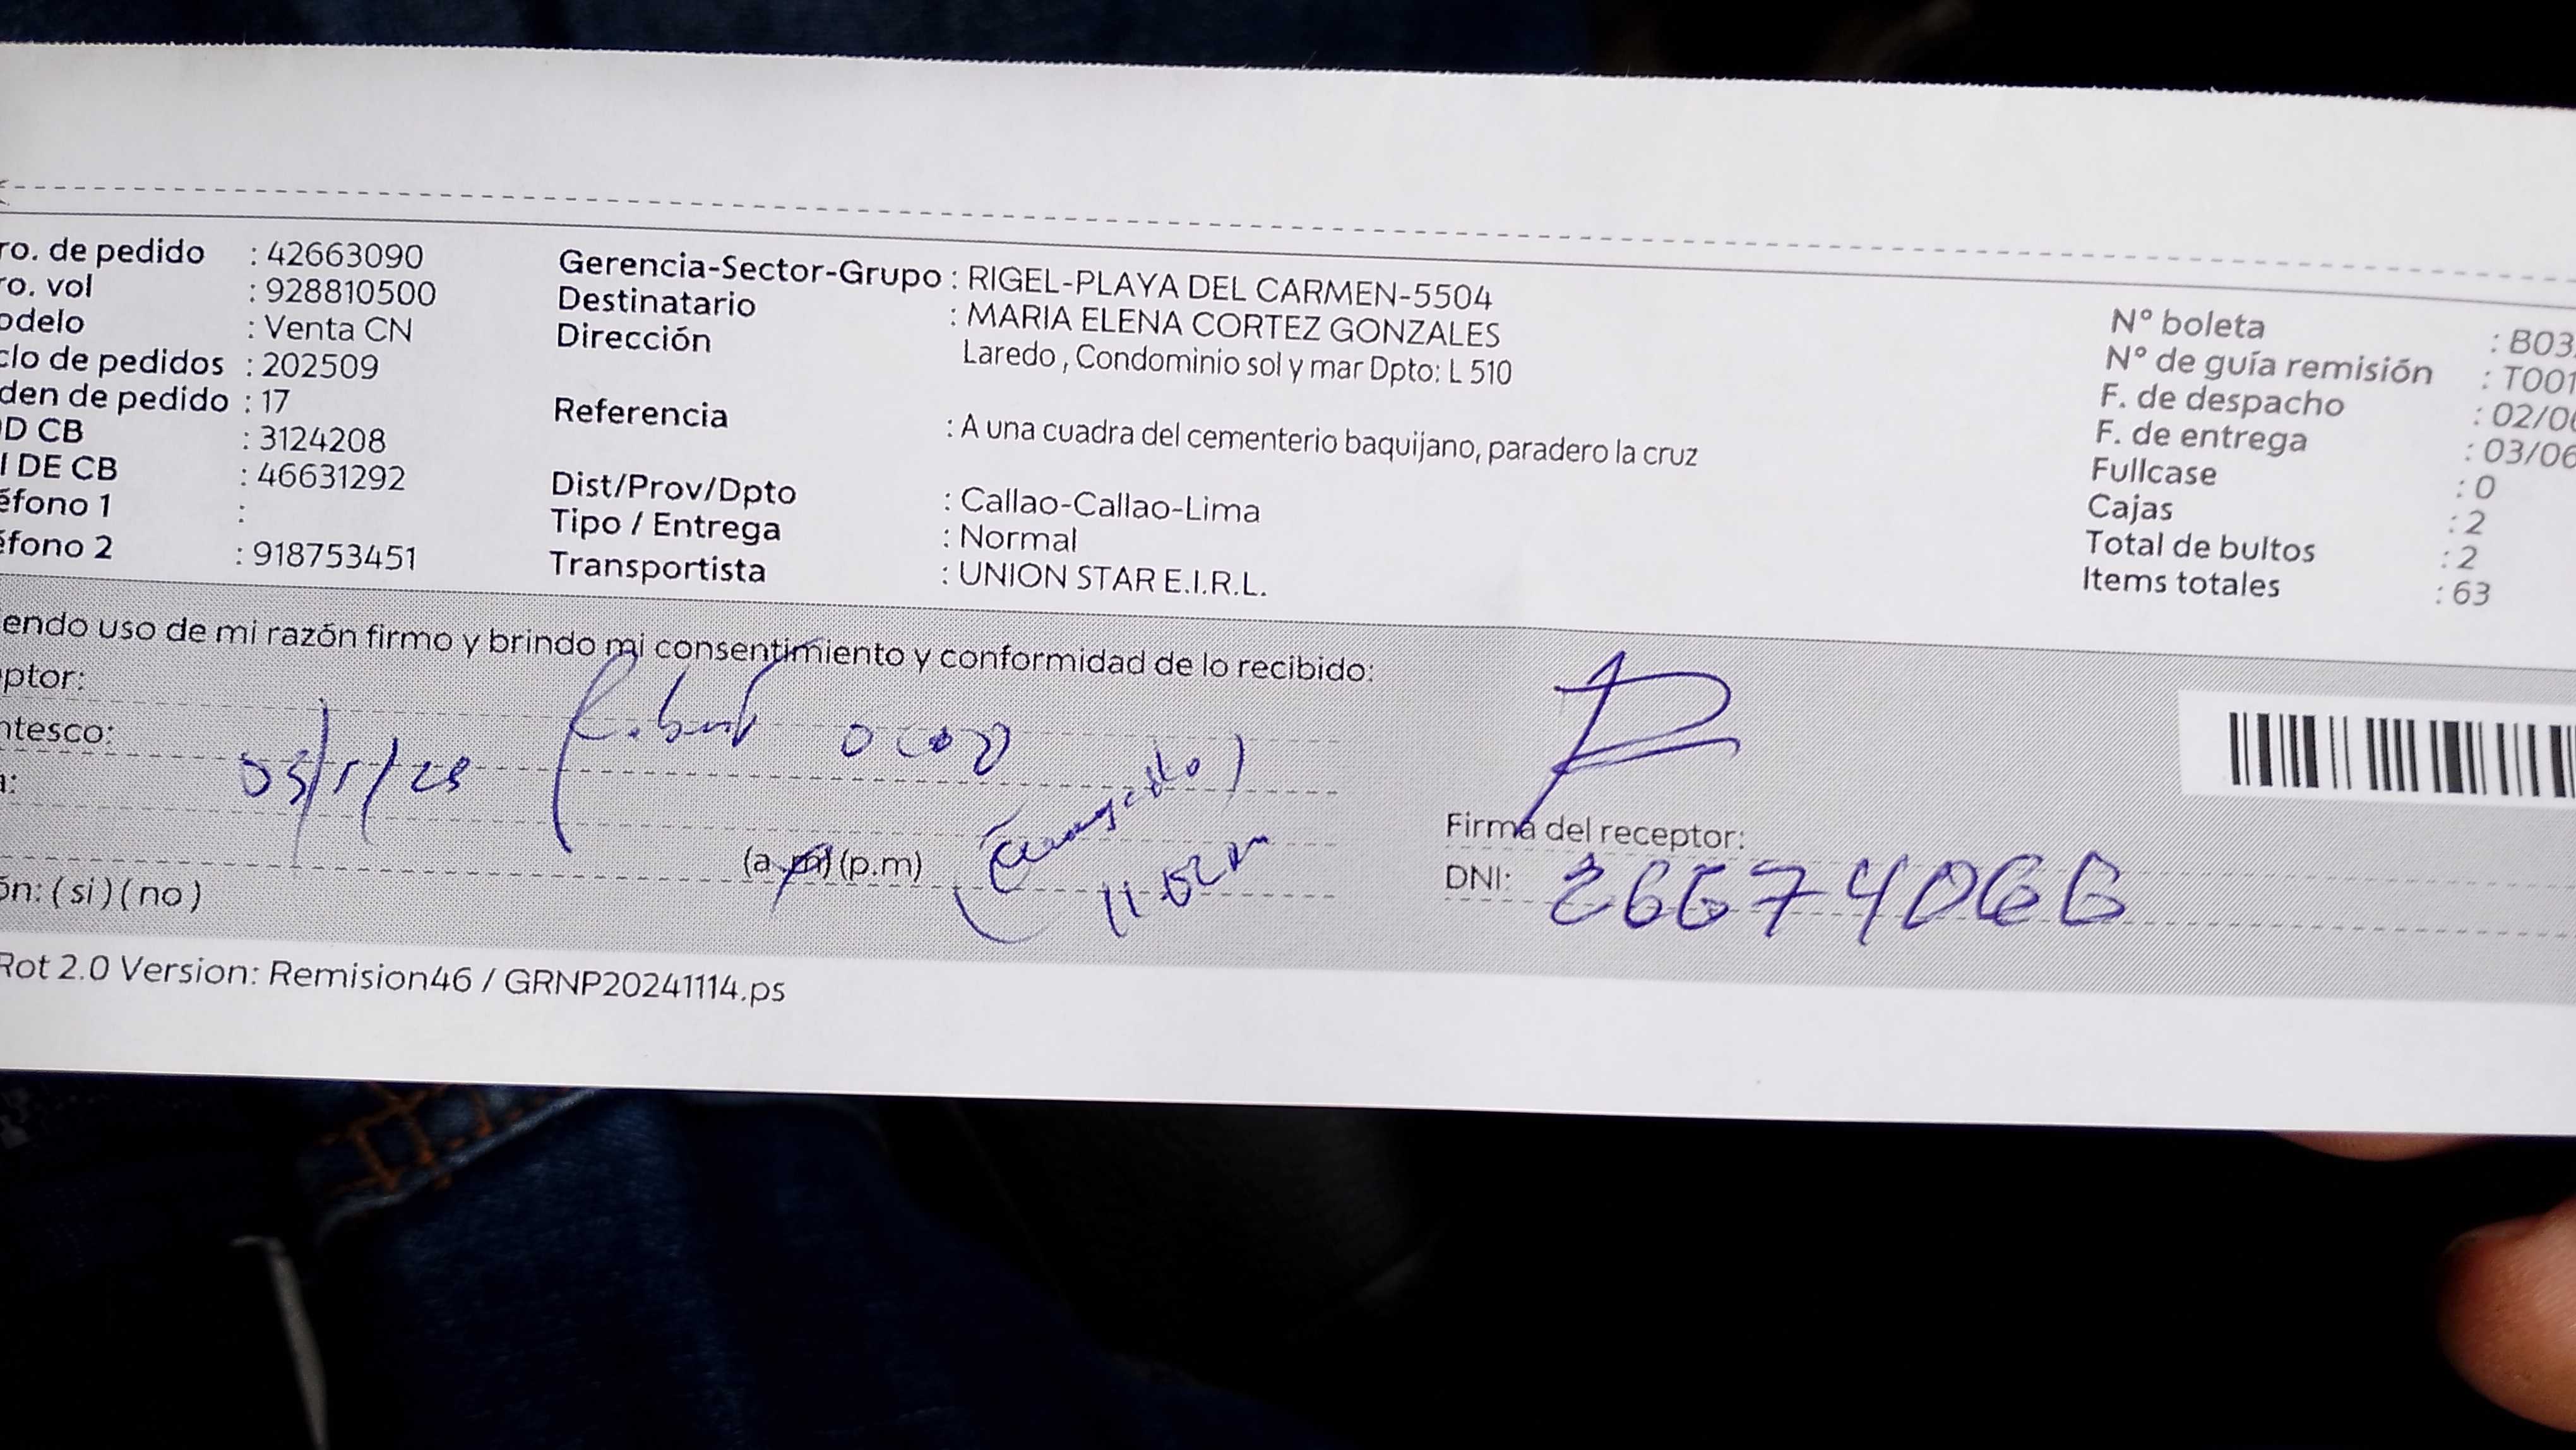 ro. de pedido : 42663090
ro. vol : 928810500
odelo : Venta CN
clo de pedidos : 202509
den de pedido : 17
D CB : 3124208
I DE CB : 46631292
éfono 1 :
éfono 2 : 918753451
Gerencia-Sector-Grupo : RIGEL-PLAYA DEL CARMEN-5504
Destinatario : MARIA ELENA CORTEZ GONZALES
Dirección Laredo , Condominio sol y mar Dpto: L 510
Referencia : A una cuadra del cementerio baquijano, paradero la cruz
Dist/Prov/Dpto : Callao-Callao-Lima
Tipo / Entrega : Normal
Transportista : UNION STAR E.I.R.L.
N° boleta : B03
N° de guía remisión : T001
F. de despacho : 02/0
F. de entrega : 03/06
Fullcase : 0
Cajas : 2
Total de bultos : 2
Items totales : 63
endo uso de mi razón firmo y brindo mi consentimiento y conformidad de lo recibido:
ptor:
ntesco:
a:
(a.m)(p.m)
ón: ( si ) ( no )
Firma del receptor:
DNI:
Rot 2.0 Version: Remision46 / GRNP20241114.ps